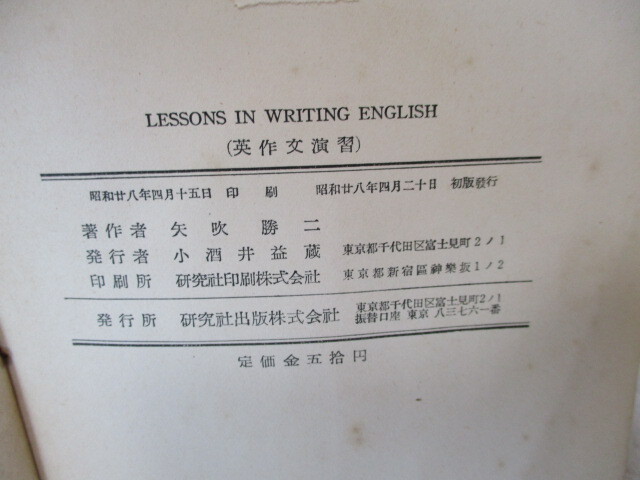 LESSONS IN WRITING ENGLISH
(英作文演習)
昭和廿八年四月十五日 印刷 昭和廿八年四月二十日 初版發行
著作者 矢吹勝二
発行者 小酒井益蔵 東京都千代田区富士見町2ノ1
印刷所 研究社印刷株式会社 東京都新宿區神樂坂1ノ2
発行所 研究社出版株式会社 東京都千代田区富士見町2ノ1
振替口座 東京 八三七六一番
定価金五拾円